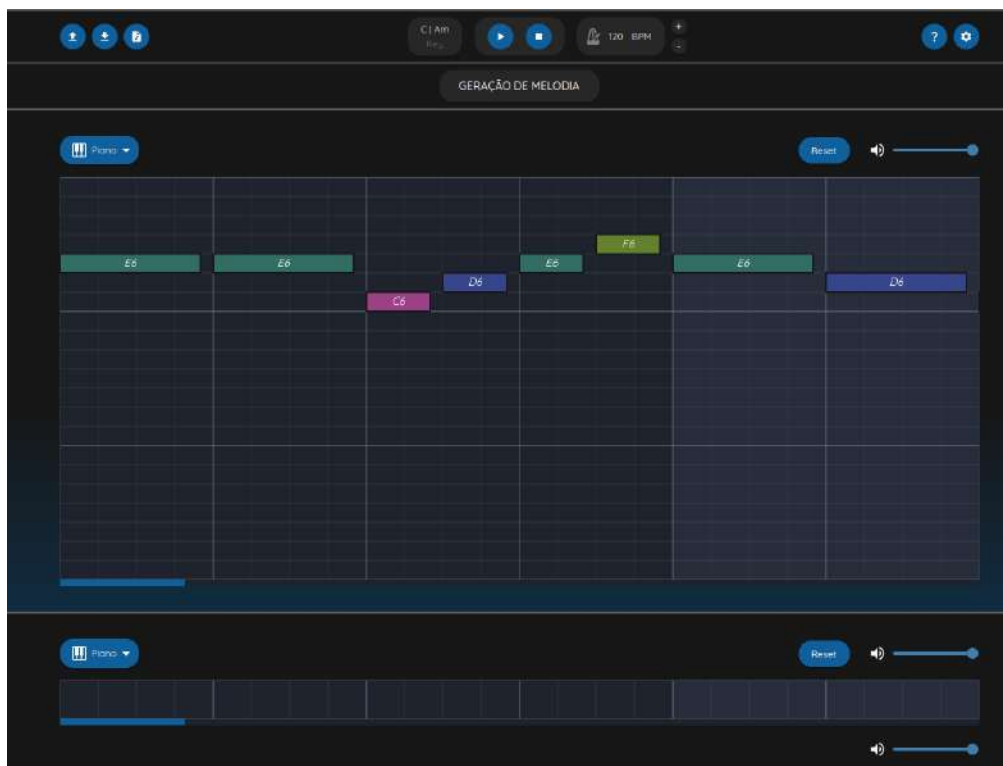 C | Am
120 BPM
+
-
?
GERAÇÃO DE MELODIA
Piano
Reset
F6
E6 E6 E6 E6
D6 D6
C6
Piano
Reset